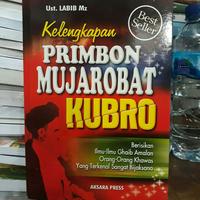 Ust. LABIB Mz
Best
Seller
Kelengkapan
PRIMBON
MUJAROBAT
KUBRO
Berisikan
Ilmu-Ilmu Ghaib Amalan
Orang-Orang Khawas
Yang Terkenal Sangat Bijaksana
AKSARA PRESS